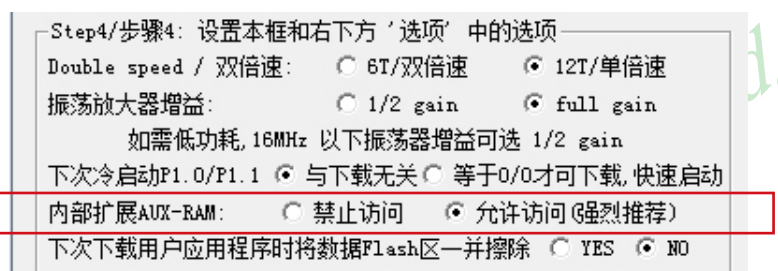 Step4/步骤4: 设置本框和右下方 '选项' 中的选项
Double speed / 双倍速: 6T/双倍速 12T/单倍速
振荡放大器增益: 1/2 gain full gain
如需低功耗,16MHz 以下振荡器增益可选 1/2 gain
下次冷启动P1.0/P1.1 与下载无关 等于0/0才可下载,快速启动
内部扩展AUX-RAM: 禁止访问 允许访问(强烈推荐)
下次下载用户应用程序时将数据Flash区一并擦除 YES NO